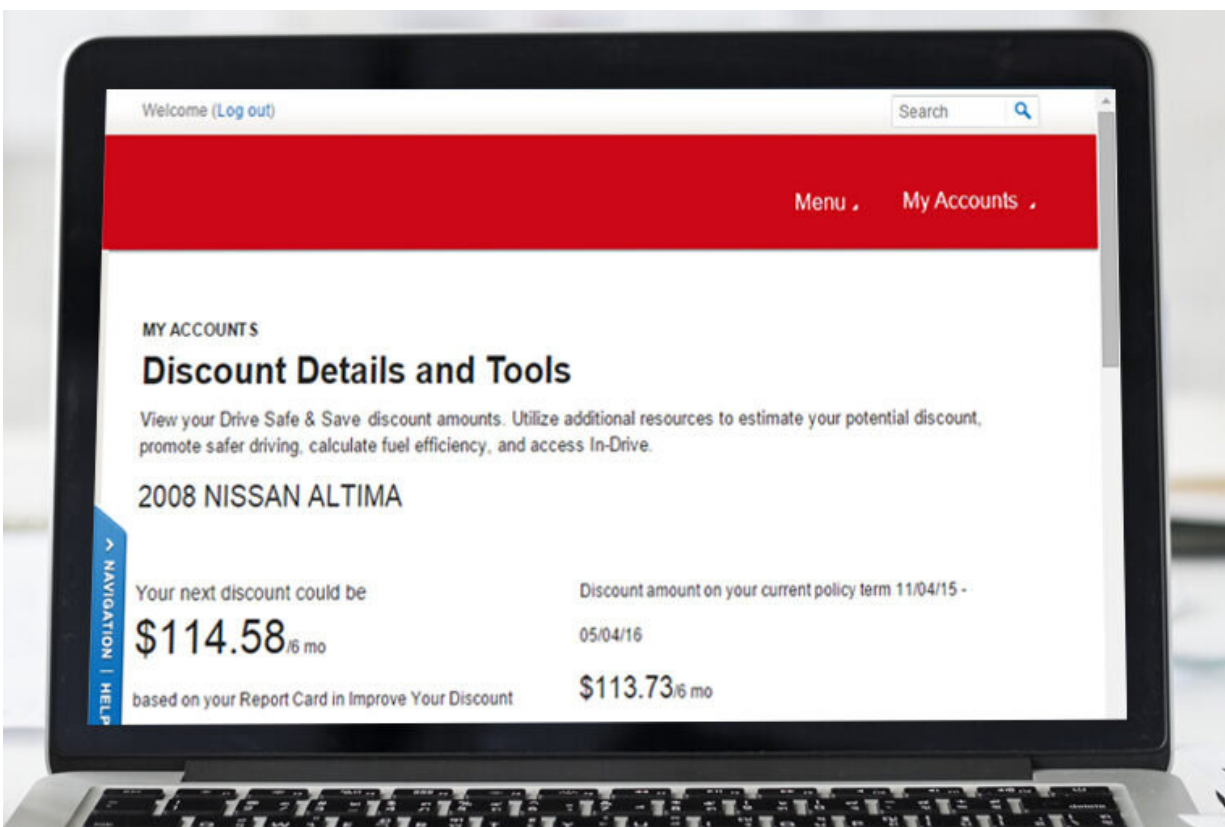 Welcome (Log out)
Search
Menu
My Accounts
MY ACCOUNTS
Discount Details and Tools
View your Drive Safe & Save discount amounts. Utilize additional resources to estimate your potential discount,
promote safer driving, calculate fuel efficiency, and access In-Drive.
2008 NISSAN ALTIMA
Your next discount could be
$114.58/6 mo
based on your Report Card in Improve Your Discount
Discount amount on your current policy term 11/04/15 -
05/04/16
$113.73/6 mo
NAVIGATION | HELP
delete